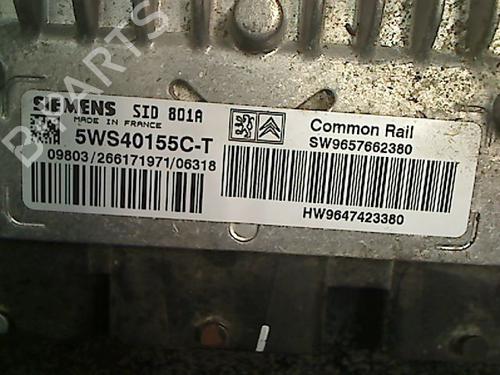 SIEMENS SID 801A
MADE IN FRANCE
5WS40155C-T
09803/266171971/06318
Common Rail
SW9657662380
HW9647423380
B PARTS